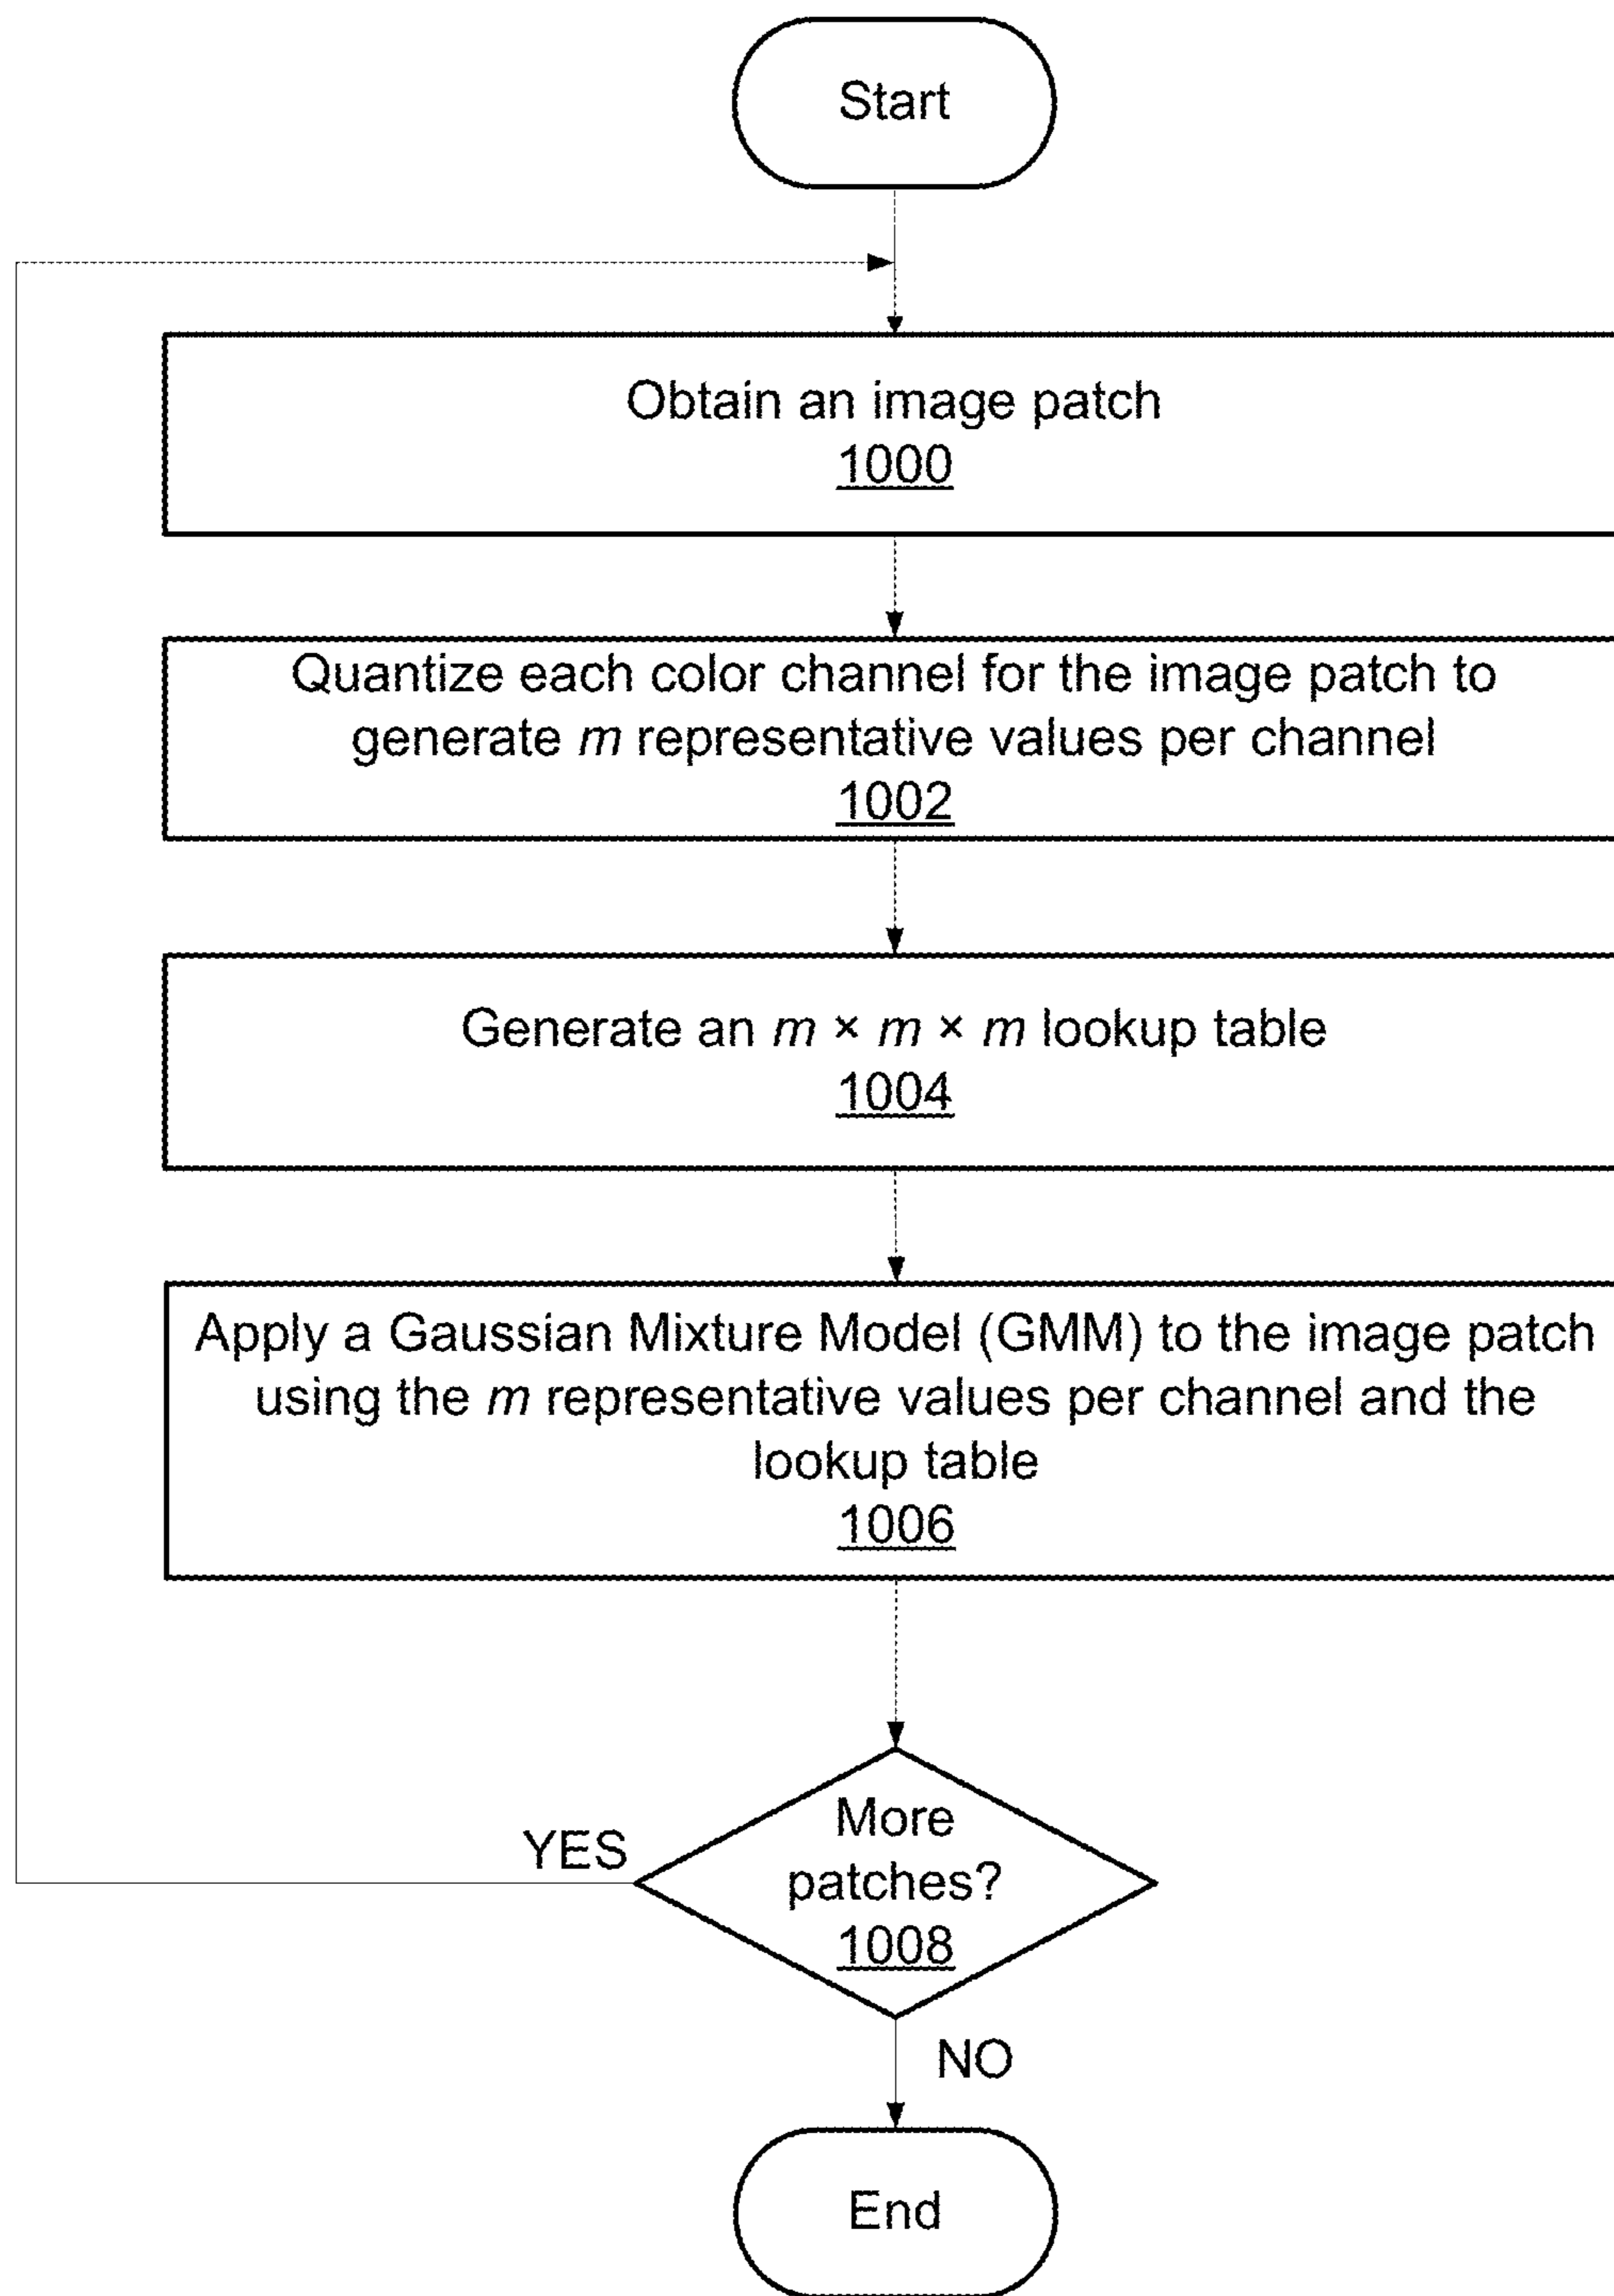 Start
Obtain an image patch
1000
Quantize each color channel for the image patch to
generate m representative values per channel
1002
Generate an m × m × m lookup table
1004
Apply a Gaussian Mixture Model (GMM) to the image patch
using the m representative values per channel and the
lookup table
1006
More
patches?
1008
YES
NO
End